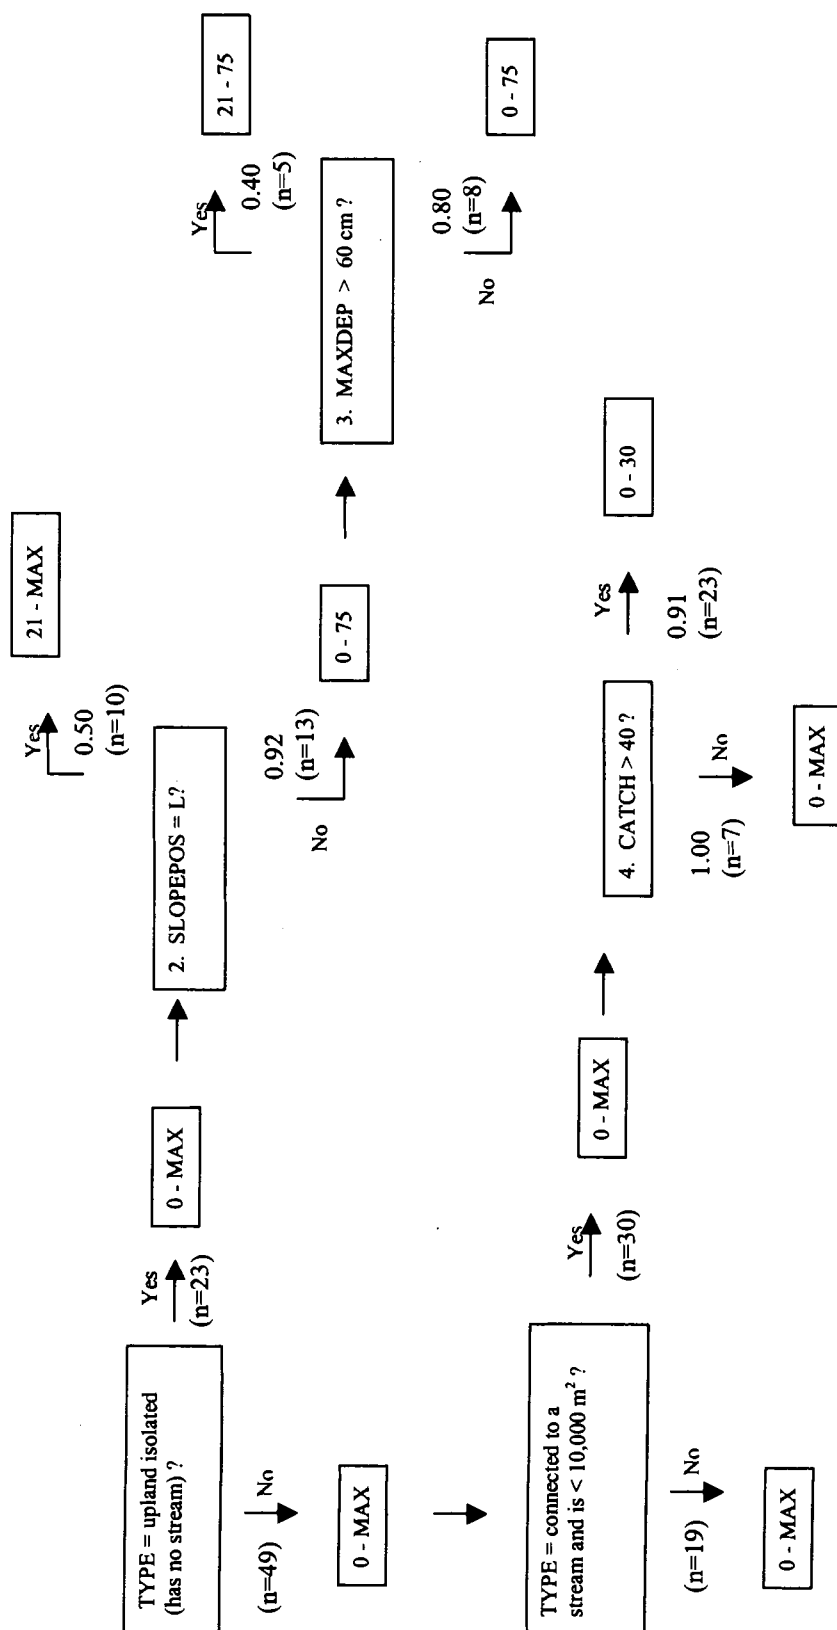 TYPE = upland isolated
(has no stream) ?
Yes
(n=23)
0 - MAX
2. SLOPEPOS = L?
Yes
0.50
(n=10)
21 - MAX
No
0.92
(n=13)
0 - 75
3. MAXDEP > 60 cm ?
Yes
0.40
(n=5)
21 - 75
No
0.80
(n=8)
0 - 75
(n=49)
No
0 - MAX
TYPE = connected to a
stream and is < 10,000 m² ?
Yes
(n=30)
0 - MAX
4. CATCH > 40 ?
Yes
0.91
(n=23)
0 - 30
1.00
(n=7)
No
0 - MAX
(n=19)
No
0 - MAX